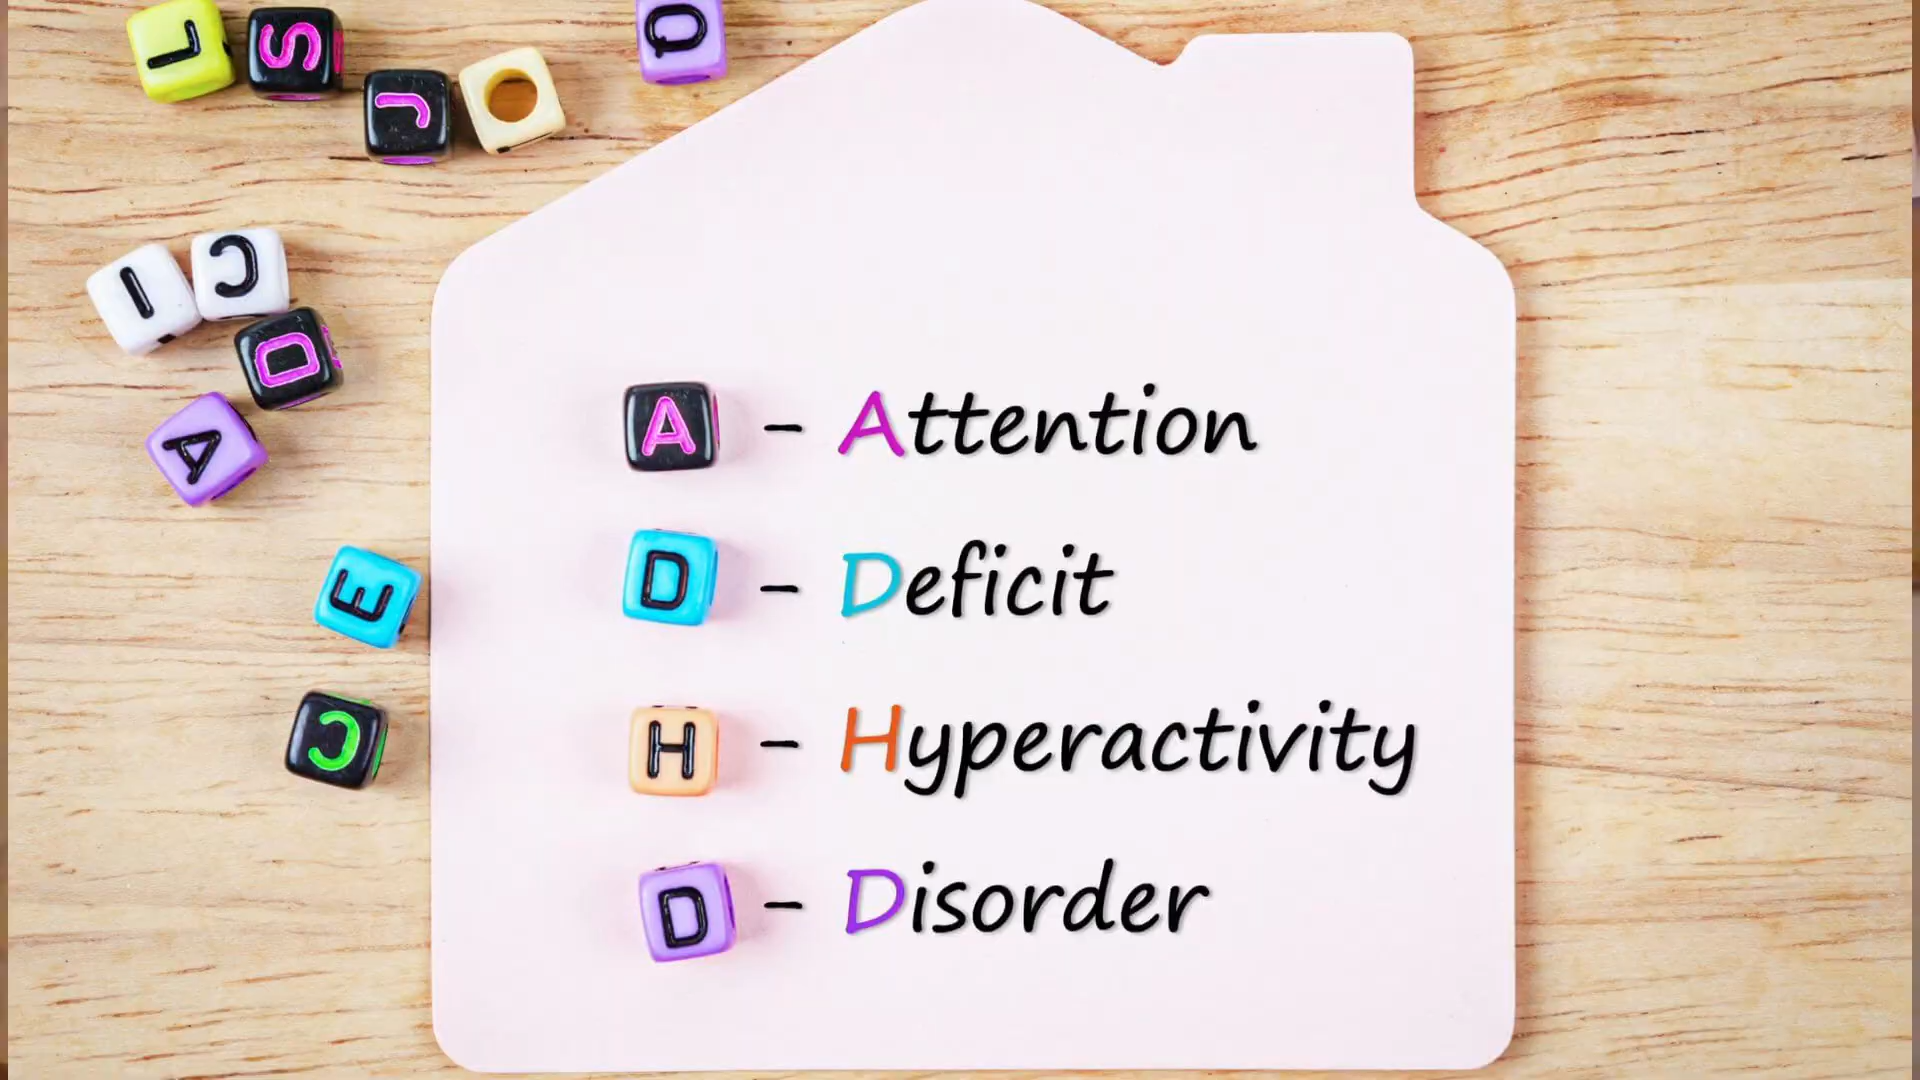 L S J
Q
I C
D
A
E
C
A - Attention
D - Deficit
H - Hyperactivity
D - Disorder